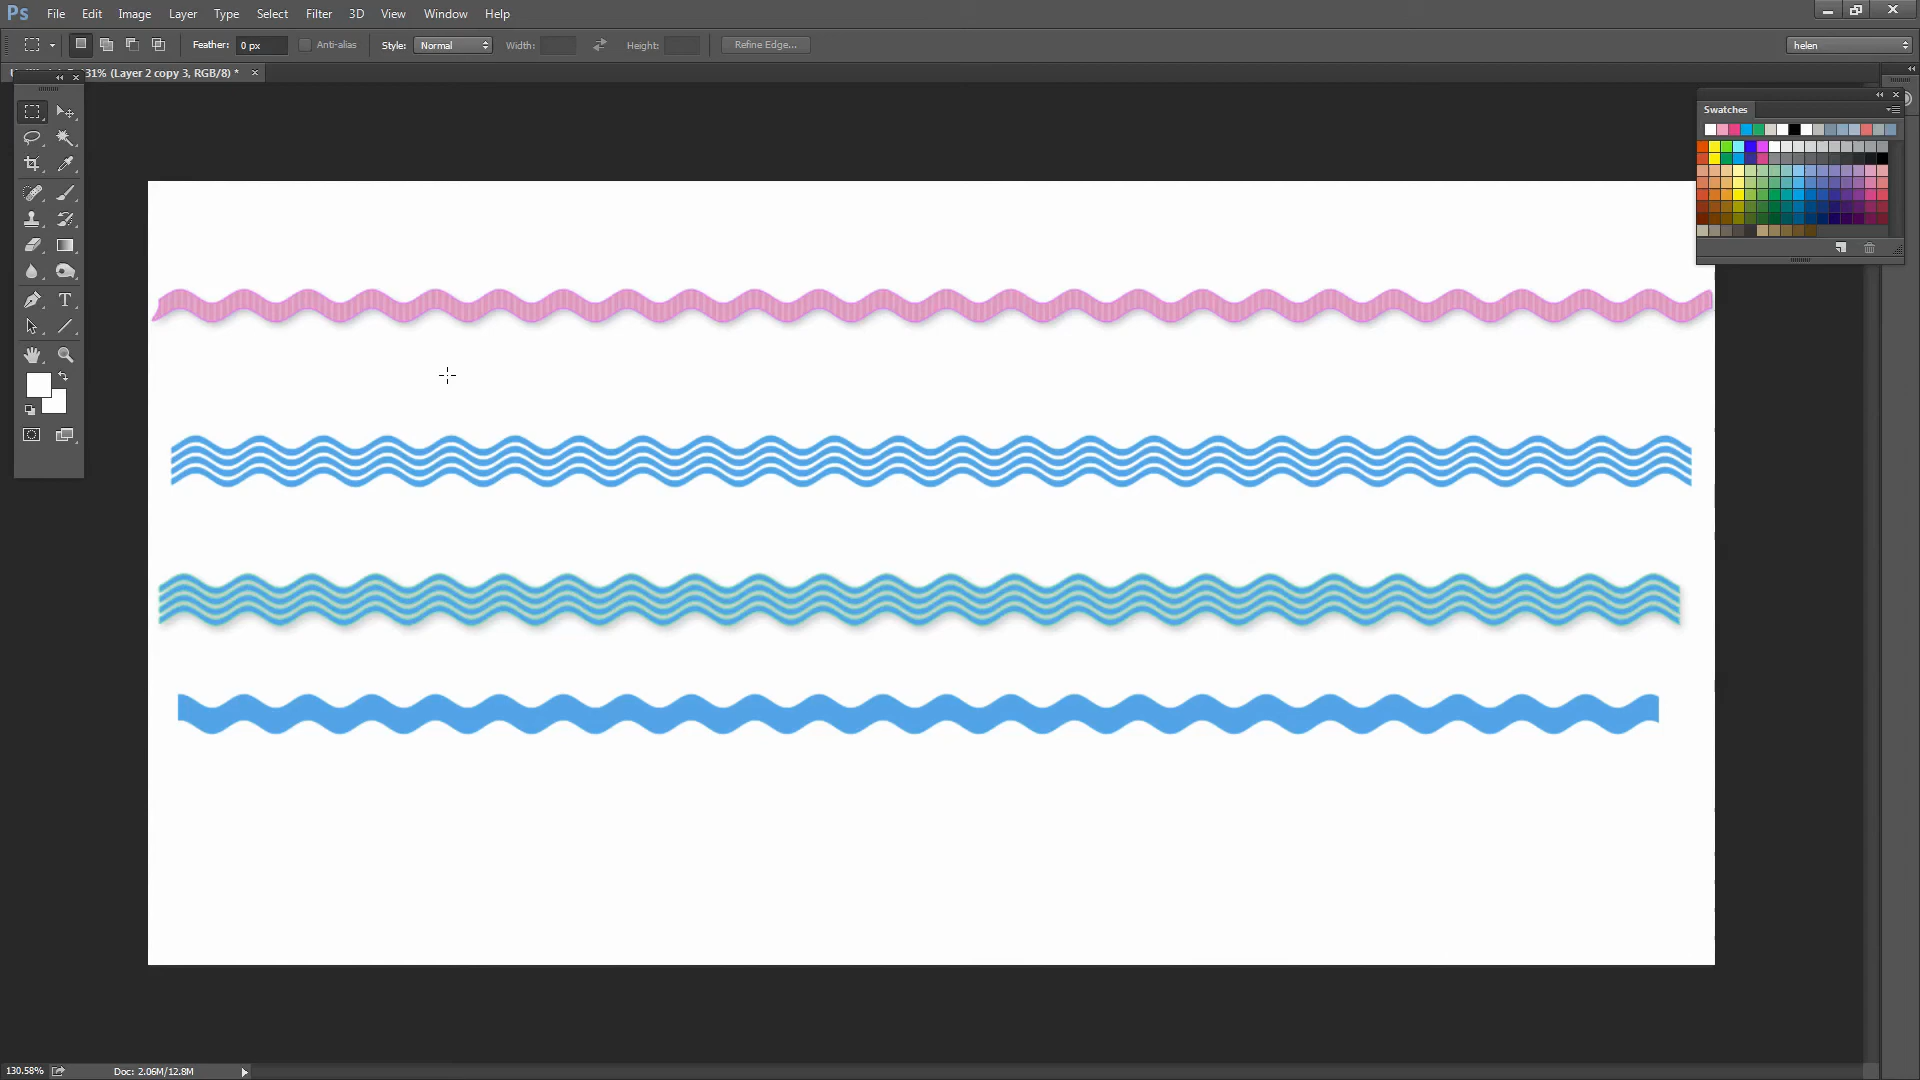 Ps File Edit Image Layer Type Select Filter 3D View Window Help
Feather: 0 px Anti-alias Style: Normal Width: Height: Refine Edge... helen
31% (Layer 2 copy 3, RGB/8) *
Swatches
T
130.58% Doc: 2.06M/12.8M